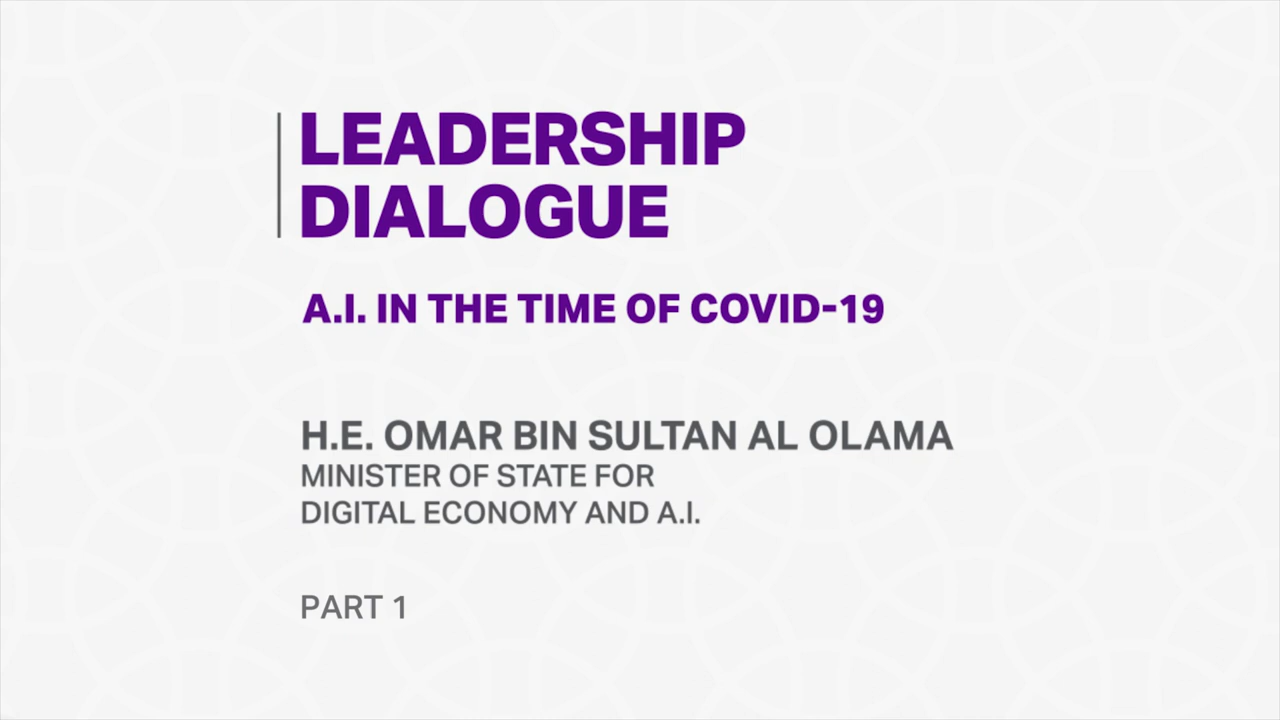 LEADERSHIP
DIALOGUE
A.I. IN THE TIME OF COVID-19
H.E. OMAR BIN SULTAN AL OLAMA
MINISTER OF STATE FOR
DIGITAL ECONOMY AND A.I.
PART 1